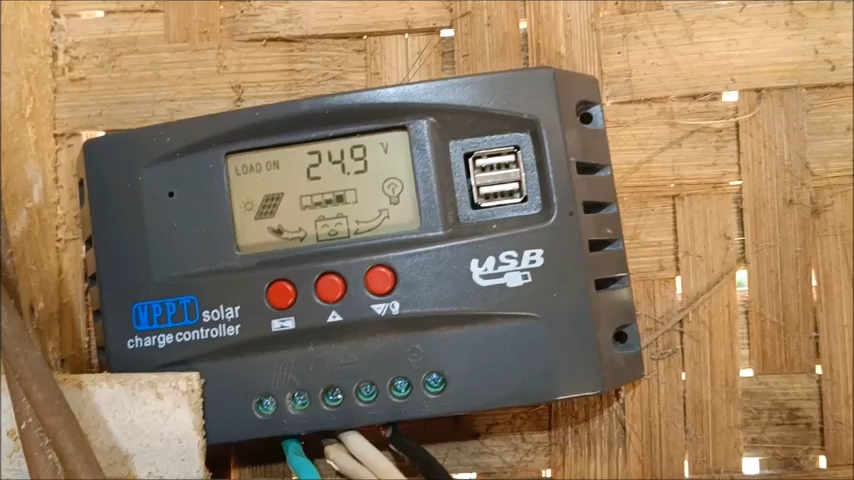 LOAD ON 24.9 V
USB
MPPT solar
charge controller